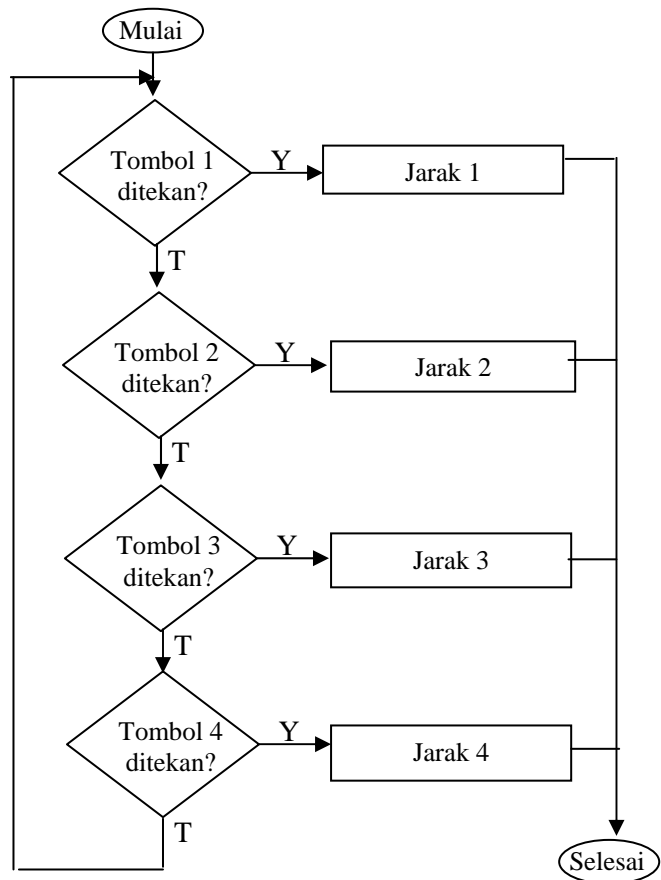 Mulai
Tombol 1
ditekan?
Y
Jarak 1
T
Tombol 2
ditekan?
Y
Jarak 2
T
Tombol 3
ditekan?
Y
Jarak 3
T
Tombol 4
ditekan?
Y
Jarak 4
T
Selesai